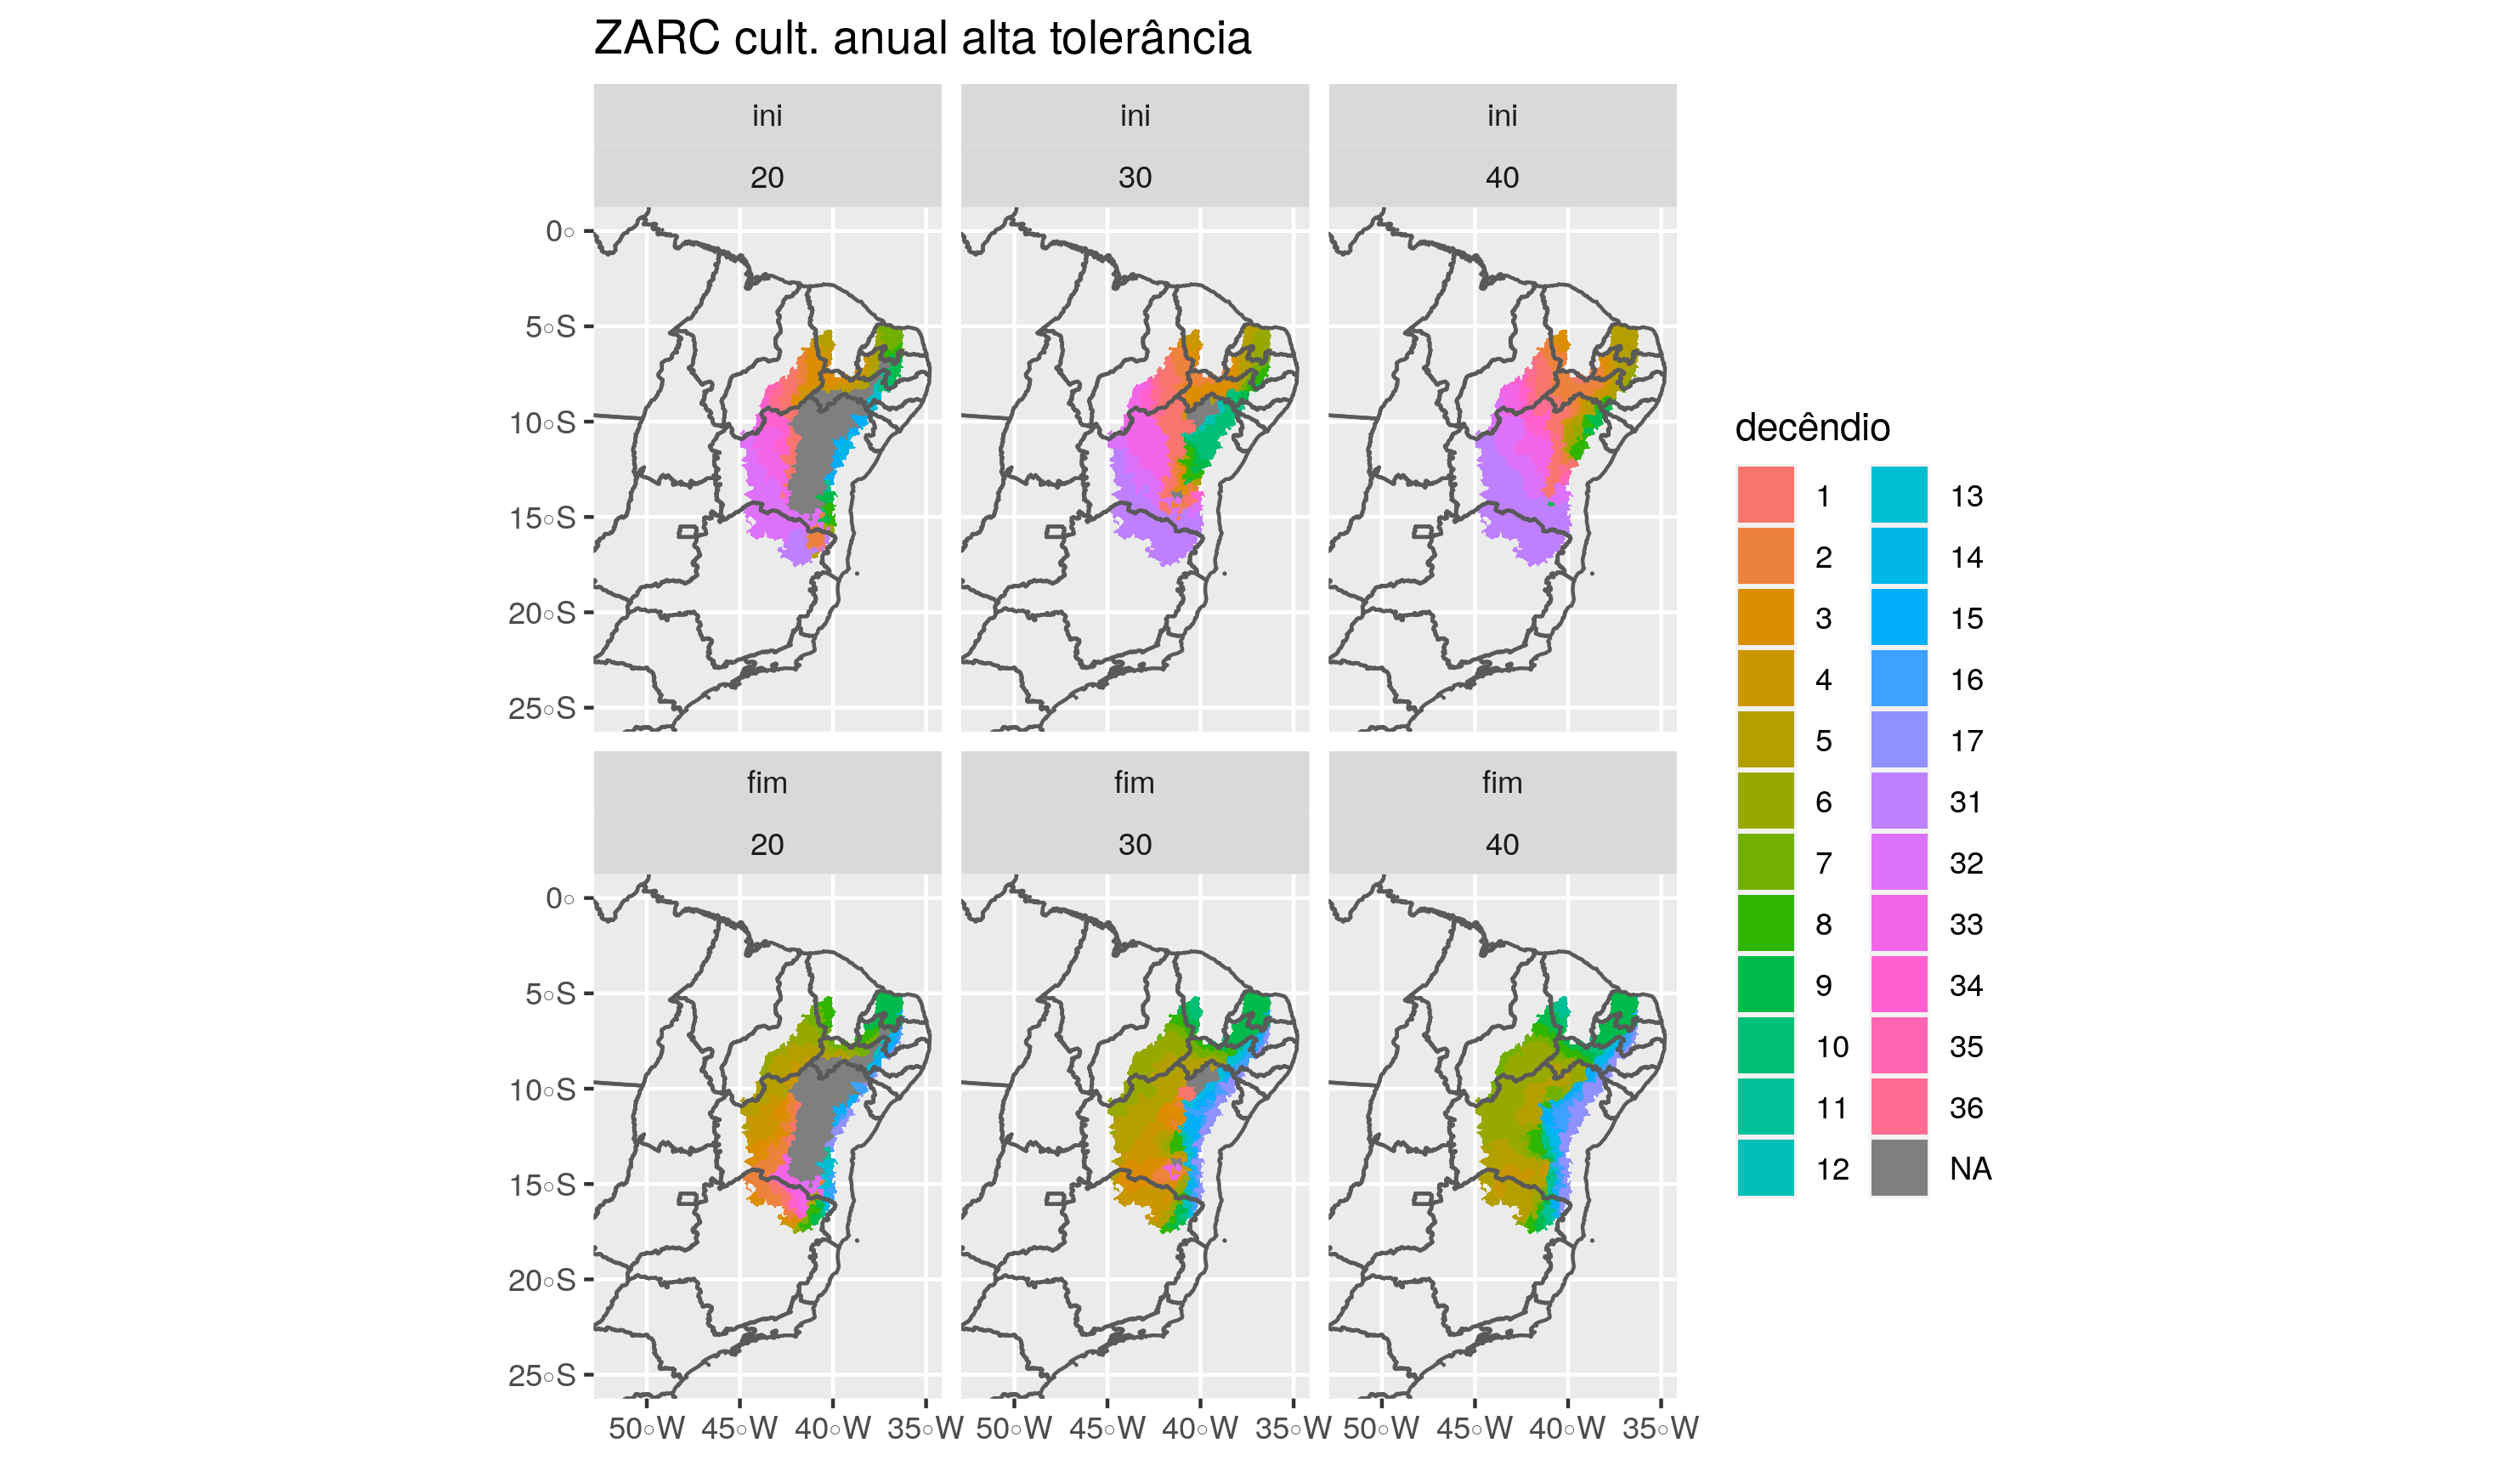 ZARC cult. anual alta tolerância
ini ini ini
20 30 40
0◦
5◦S
10◦S
15◦S
20◦S
25◦S
fim fim fim
20 30 40
0◦
5◦S
10◦S
15◦S
20◦S
25◦S
50◦W 45◦W 40◦W 35◦W 50◦W 45◦W 40◦W 35◦W 50◦W 45◦W 40◦W 35◦W
decêndio
1 13
2 14
3 15
4 16
5 17
6 31
7 32
8 33
9 34
10 35
11 36
12 NA